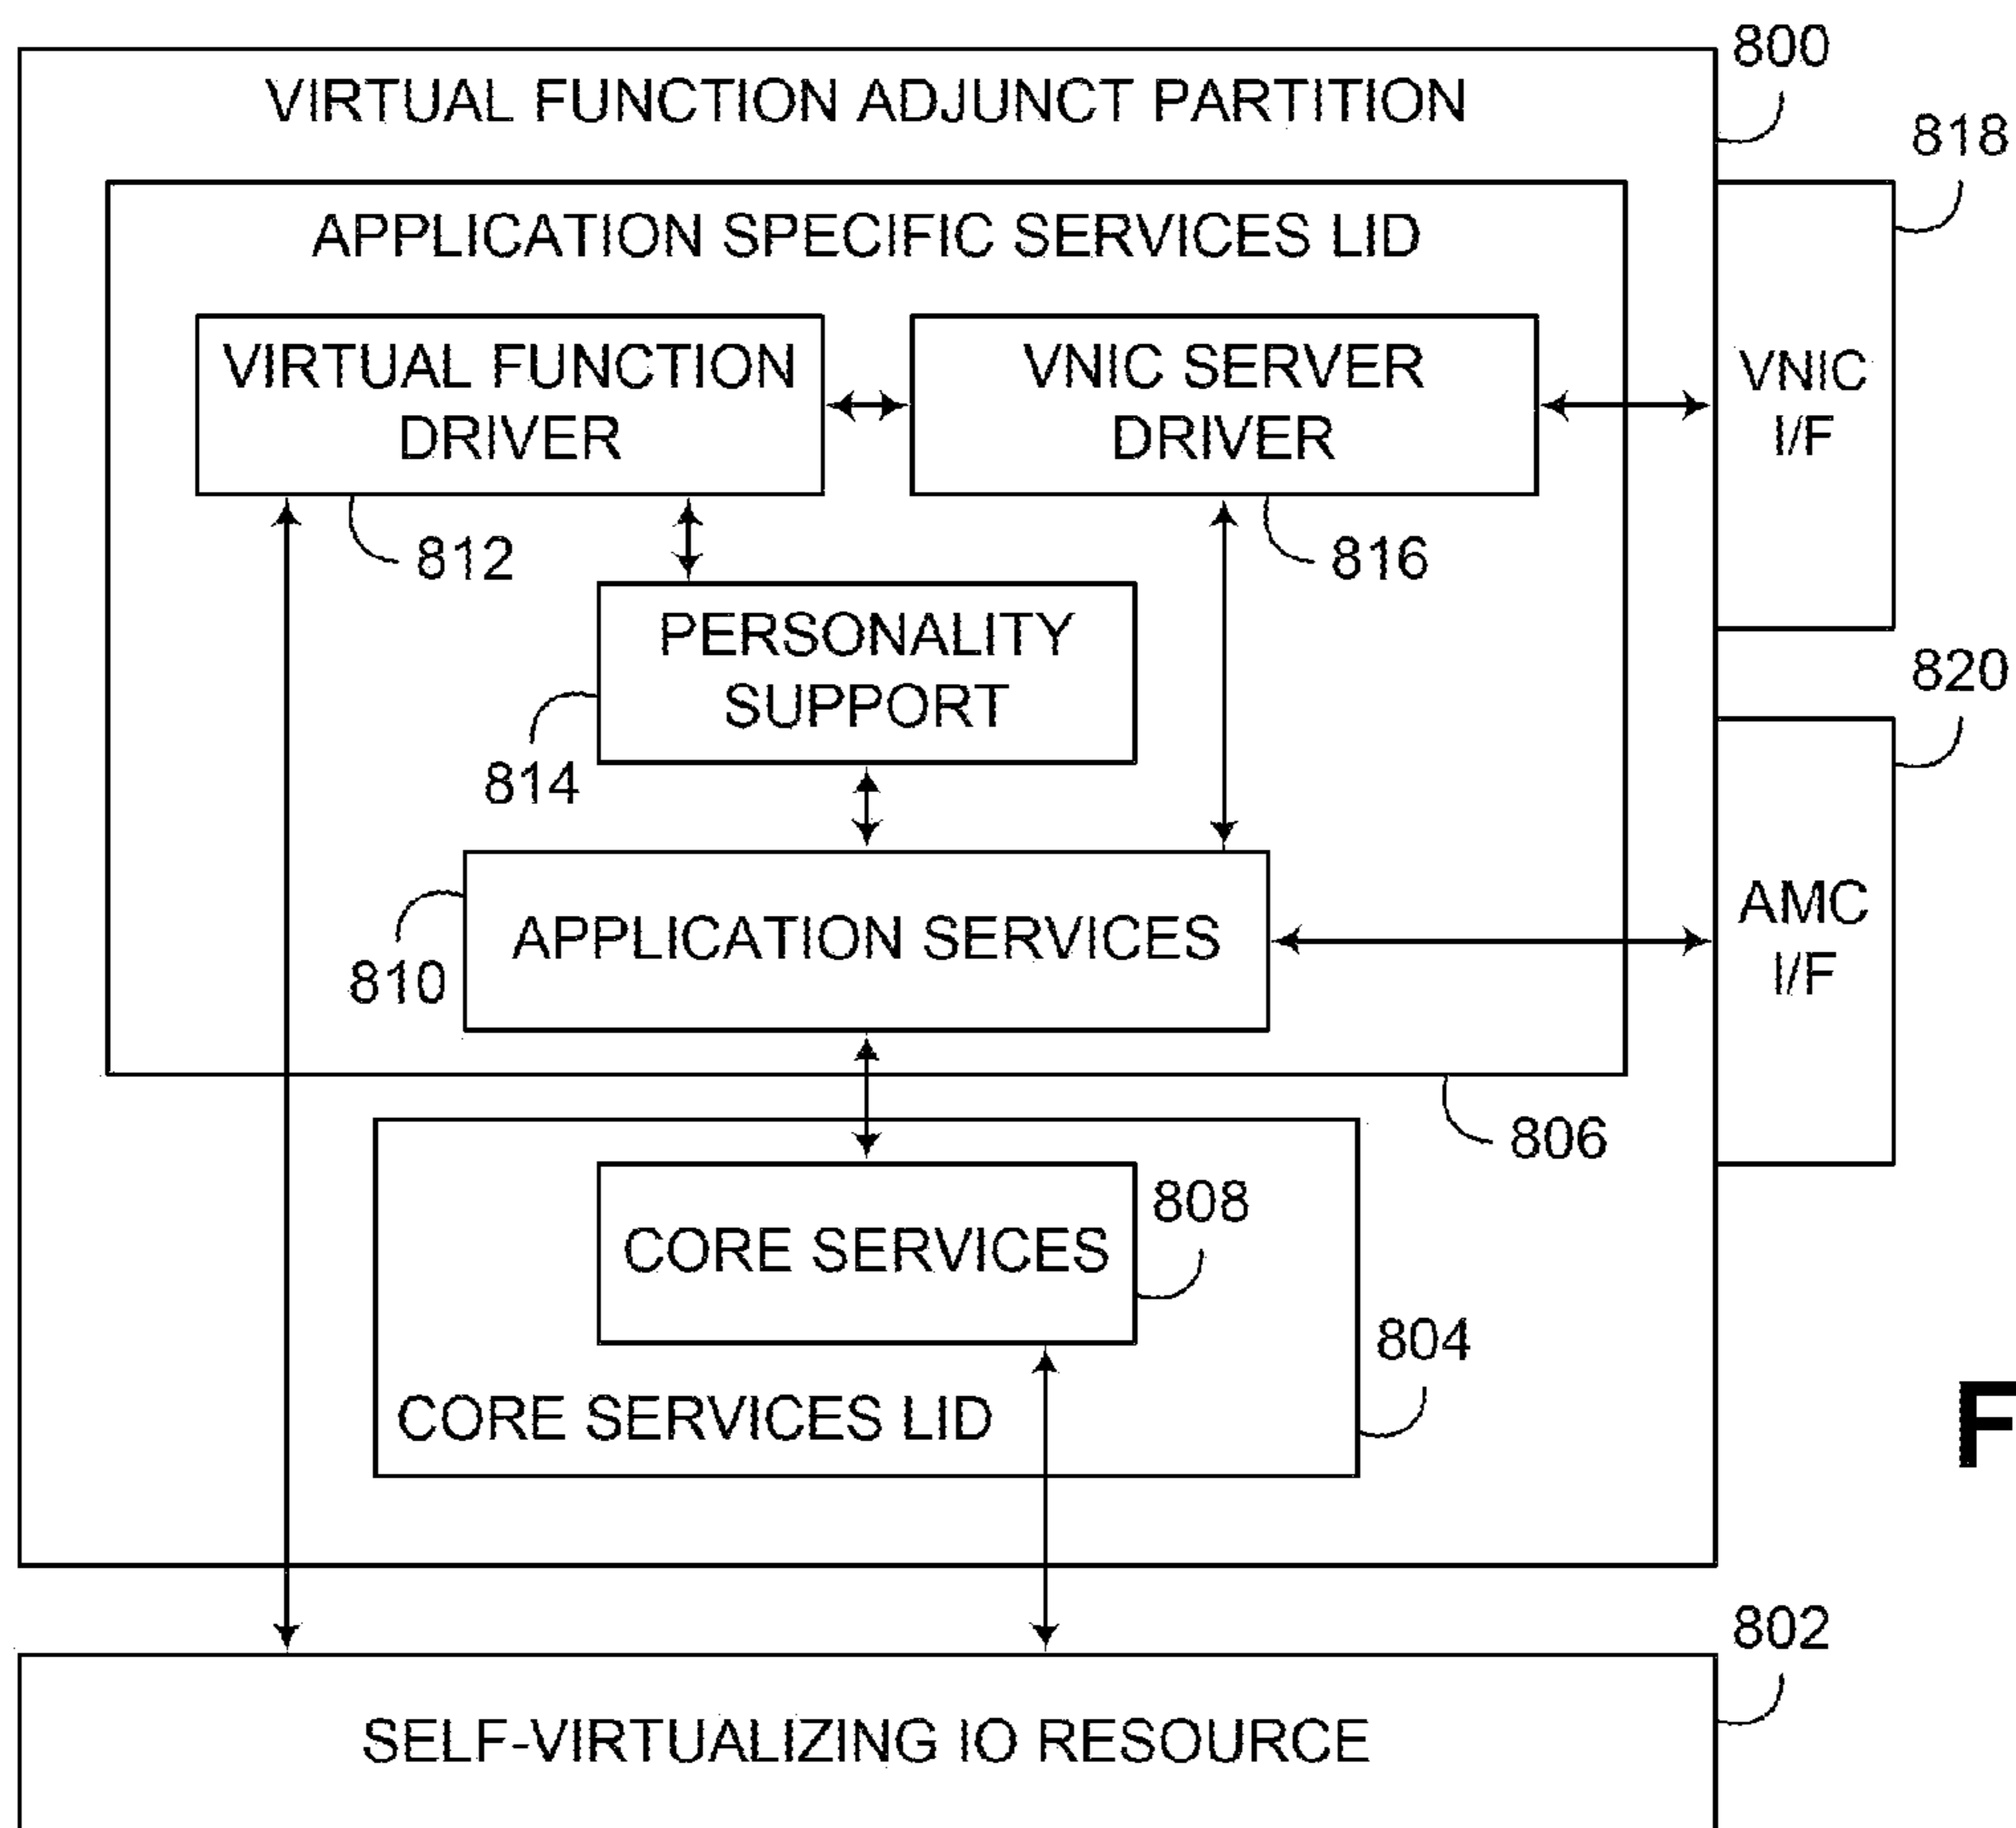 800
VIRTUAL FUNCTION ADJUNCT PARTITION
818
APPLICATION SPECIFIC SERVICES LID
VIRTUAL FUNCTION
DRIVER
VNIC SERVER
DRIVER
VNIC
I/F
812
816
PERSONALITY
SUPPORT
820
814
AMC
I/F
APPLICATION SERVICES
810
806
808
CORE SERVICES
804
CORE SERVICES LID
F
802
SELF-VIRTUALIZING IO RESOURCE